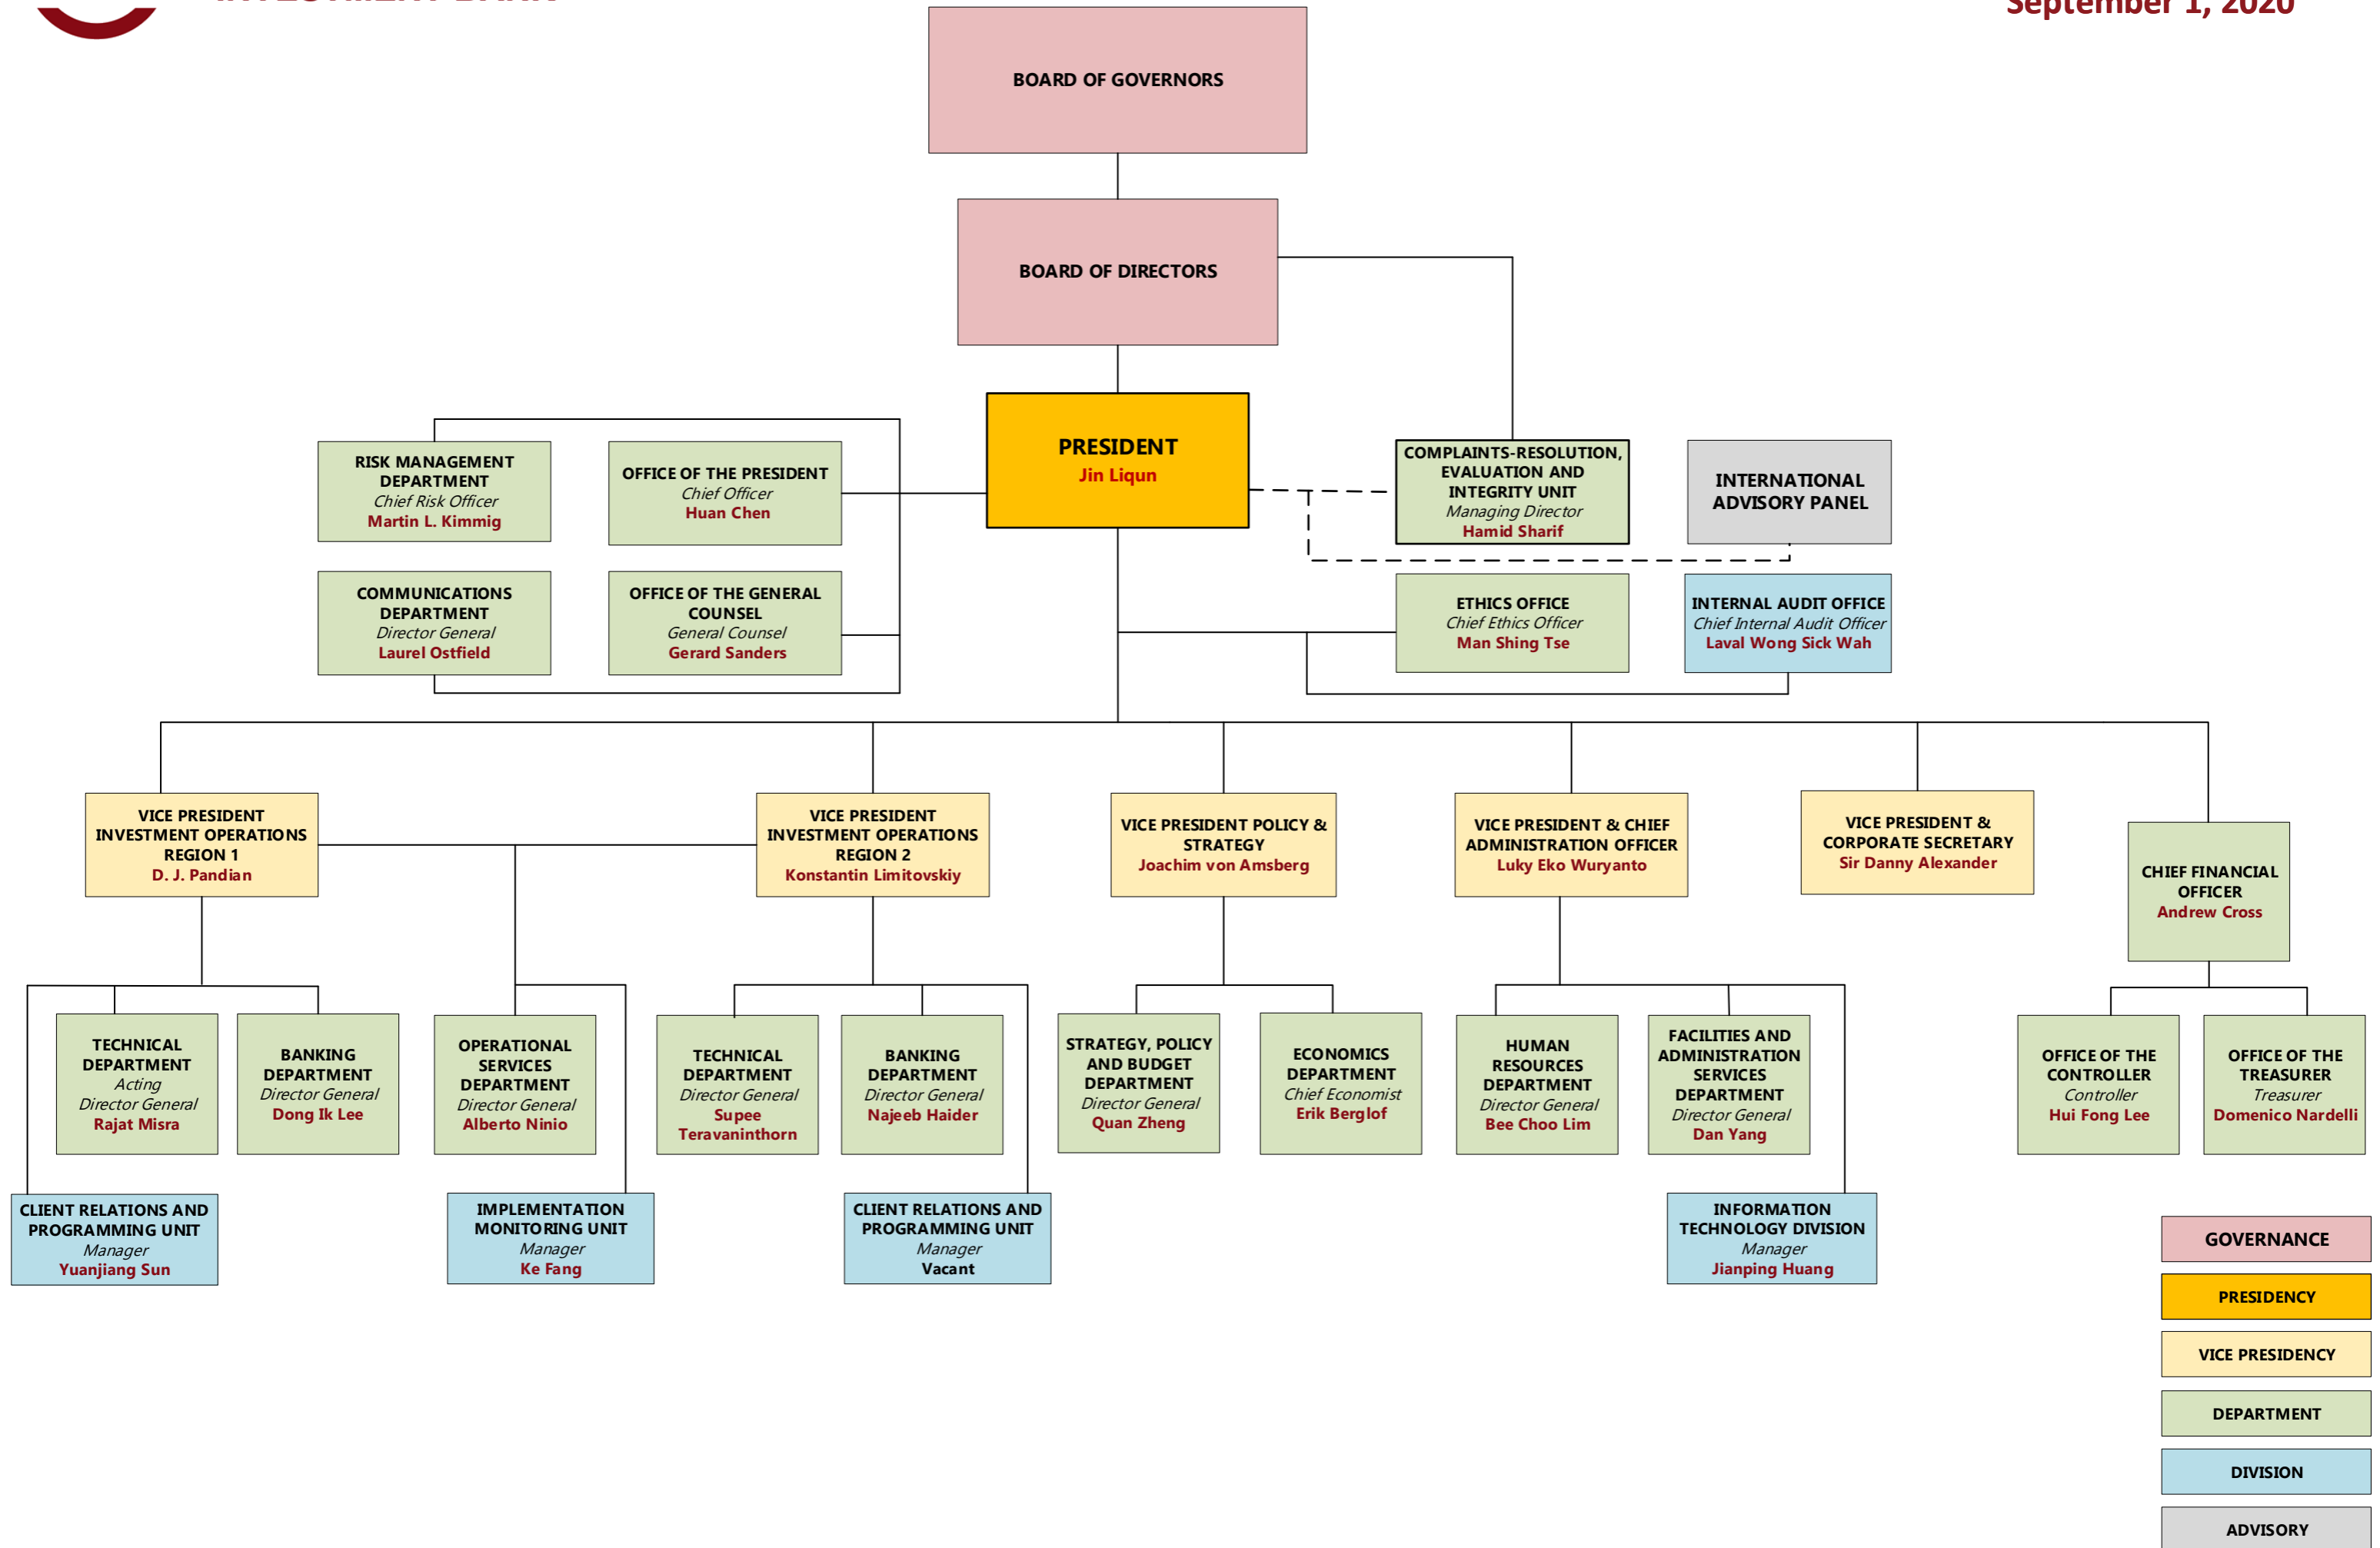 September 1, 2020
BOARD OF GOVERNORS
BOARD OF DIRECTORS
PRESIDENT
Jin Liqun
RISK MANAGEMENT
DEPARTMENT
Chief Risk Officer
Martin L. Kimmig
OFFICE OF THE PRESIDENT
Chief Officer
Huan Chen
COMPLAINTS-RESOLUTION,
EVALUATION AND
INTEGRITY UNIT
Managing Director
Hamid Sharif
INTERNATIONAL
ADVISORY PANEL
COMMUNICATIONS
DEPARTMENT
Director General
Laurel Ostfield
OFFICE OF THE GENERAL
COUNSEL
General Counsel
Gerard Sanders
ETHICS OFFICE
Chief Ethics Officer
Man Shing Tse
INTERNAL AUDIT OFFICE
Chief Internal Audit Officer
Laval Wong Sick Wah
VICE PRESIDENT
INVESTMENT OPERATIONS
REGION 1
D. J. Pandian
VICE PRESIDENT
INVESTMENT OPERATIONS
REGION 2
Konstantin Limitovskiy
VICE PRESIDENT POLICY &
STRATEGY
Joachim von Amsberg
VICE PRESIDENT & CHIEF
ADMINISTRATION OFFICER
Luky Eko Wuryanto
VICE PRESIDENT &
CORPORATE SECRETARY
Sir Danny Alexander
CHIEF FINANCIAL
OFFICER
Andrew Cross
TECHNICAL
DEPARTMENT
Acting
Director General
Rajat Misra
BANKING
DEPARTMENT
Director General
Dong Ik Lee
OPERATIONAL
SERVICES
DEPARTMENT
Director General
Alberto Ninio
TECHNICAL
DEPARTMENT
Director General
Supee
Teravaninthorn
BANKING
DEPARTMENT
Director General
Najeeb Haider
STRATEGY, POLICY
AND BUDGET
DEPARTMENT
Director General
Quan Zheng
ECONOMICS
DEPARTMENT
Chief Economist
Erik Berglof
HUMAN
RESOURCES
DEPARTMENT
Director General
Bee Choo Lim
FACILITIES AND
ADMINISTRATION
SERVICES
DEPARTMENT
Director General
Dan Yang
OFFICE OF THE
CONTROLLER
Controller
Hui Fong Lee
OFFICE OF THE
TREASURER
Treasurer
Domenico Nardelli
CLIENT RELATIONS AND
PROGRAMMING UNIT
Manager
Yuanjiang Sun
IMPLEMENTATION
MONITORING UNIT
Manager
Ke Fang
CLIENT RELATIONS AND
PROGRAMMING UNIT
Manager
Vacant
INFORMATION
TECHNOLOGY DIVISION
Manager
Jianping Huang
GOVERNANCE
PRESIDENCY
VICE PRESIDENCY
DEPARTMENT
DIVISION
ADVISORY